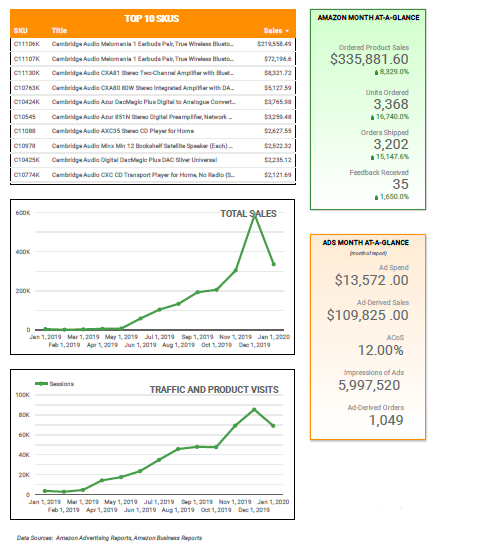 TOP 10 SKUS
SKU Title Sales
C11106K Cambridge Audio Melomania 1 Earbuds Pair, True Wireless Blueto... $219,558.49
C11107K Cambridge Audio Melomania 1 Earbuds Pair, True Wireless Blueto... $72,196.6
C11130K Cambridge Audio CXA81 Stereo Two-Channel Amplifier with Bluet... $8,321.72
C10763K Cambridge Audio CXA80 80W Stereo Integrated Amplifier with DA... $5,127.59
C10424K Cambridge Audio Azur DacMagic Plus Digital to Analogue Convert... $3,765.98
C10545 Cambridge Audio Azur 851N Stereo Digital Preamplifier, Network ... $3,259.48
C11088 Cambridge Audio AXC35 Stereo CD Player for Home $2,627.55
C10978 Cambridge Audio Minx Min 12 Bookshelf Satellite Speaker (Each) ... $2,522.32
C10425K Cambridge Audio Digital DacMagic Plus DAC Silver Universal $2,235.12
C10774K Cambridge Audio CXC CD Transport Player for Home, No Radio (S... $2,121.69
TOTAL SALES
600K
400K
200K
0
Jan 1, 2019 Mar 1, 2019 May 1, 2019 Jul 1, 2019 Sep 1, 2019 Nov 1, 2019 Jan 1, 2020
Feb 1, 2019 Apr 1, 2019 Jun 1, 2019 Aug 1, 2019 Oct 1, 2019 Dec 1, 2019
Sessions
TRAFFIC AND PRODUCT VISITS
100K
80K
60K
40K
20K
0
Jan 1, 2019 Mar 1, 2019 May 1, 2019 Jul 1, 2019 Sep 1, 2019 Nov 1, 2019 Jan 1, 2020
Feb 1, 2019 Apr 1, 2019 Jun 1, 2019 Aug 1, 2019 Oct 1, 2019 Dec 1, 2019
Data Sources: Amazon Advertising Reports, Amazon Business Reports
AMAZON MONTH AT-A-GLANCE
Ordered Product Sales
$335,881.60
8,329.0%
Units Ordered
3,368
16,740.0%
Orders Shipped
3,202
15,147.6%
Feedback Received
35
1,650.0%
ADS MONTH AT-A-GLANCE
(month of report)
Ad Spend
$13,572 .00
Ad-Derived Sales
$109,825 .00
ACoS
12.00%
Impressions of Ads
5,997,520
Ad-Derived Orders
1,049